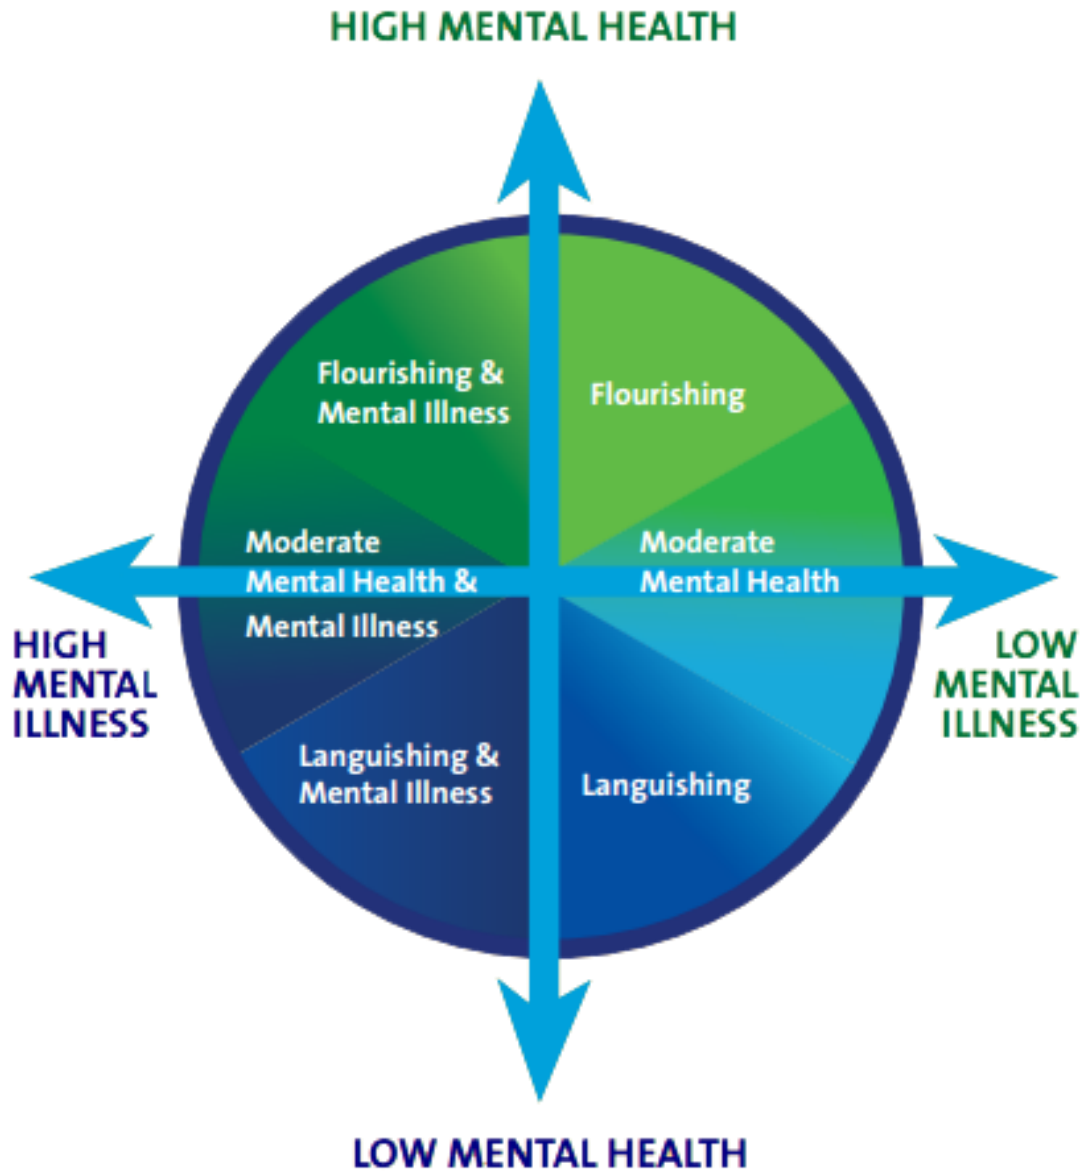 HIGH MENTAL HEALTH
Flourishing &
Mental Illness
Flourishing
Moderate
Mental Health &
Mental Illness
Moderate
Mental Health
HIGH
MENTAL
ILLNESS
LOW
MENTAL
ILLNESS
Languishing &
Mental Illness
Languishing
LOW MENTAL HEALTH